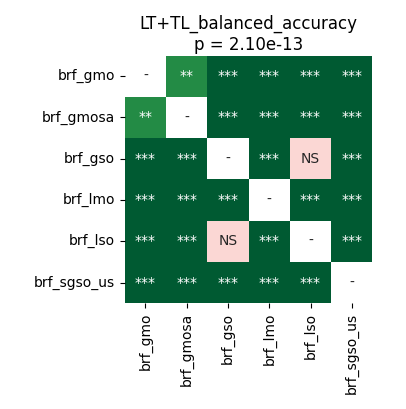 LT+TL_balanced_accuracy
p = 2.10e-13
brf_gmo - ** *** *** *** ***
brf_gmosa ** - *** *** *** ***
brf_gso *** *** - *** NS ***
brf_lmo *** *** *** - *** ***
brf_lso *** *** NS *** - ***
brf_sgso_us *** *** *** *** *** -
brf_gmo brf_gmosa brf_gso brf_lmo brf_lso brf_sgso_us